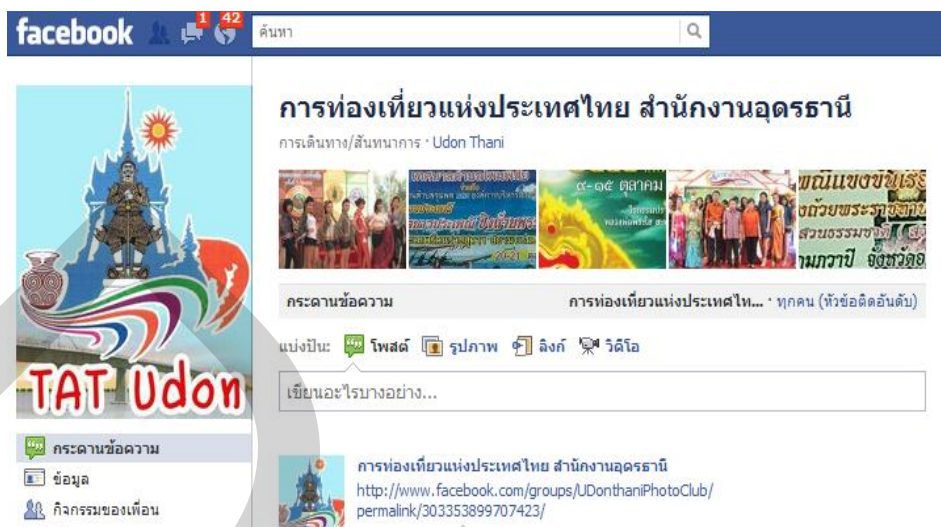 facebook
1
42
ค้นหา
การท่องเที่ยวแห่งประเทศไทย สำนักงานอุดรธานี
การเดินทาง/สันทนาการ · Udon Thani
๙-๑๕ ตุลาคม
กระดานข้อความ
การท่องเที่ยวแห่งประเทศไท... · ทุกคน (หัวข้อติดอันดับ)
แบ่งปัน: โพสต์ รูปภาพ ลิงก์ วิดีโอ
เขียนอะไรบางอย่าง...
TAT Udon
กระดานข้อความ
ข้อมูล
กิจกรรมของเพื่อน
การท่องเที่ยวแห่งประเทศไทย สำนักงานอุดรธานี
http://www.facebook.com/groups/UDonthaniPhotoClub/
permalink/303353899707423/